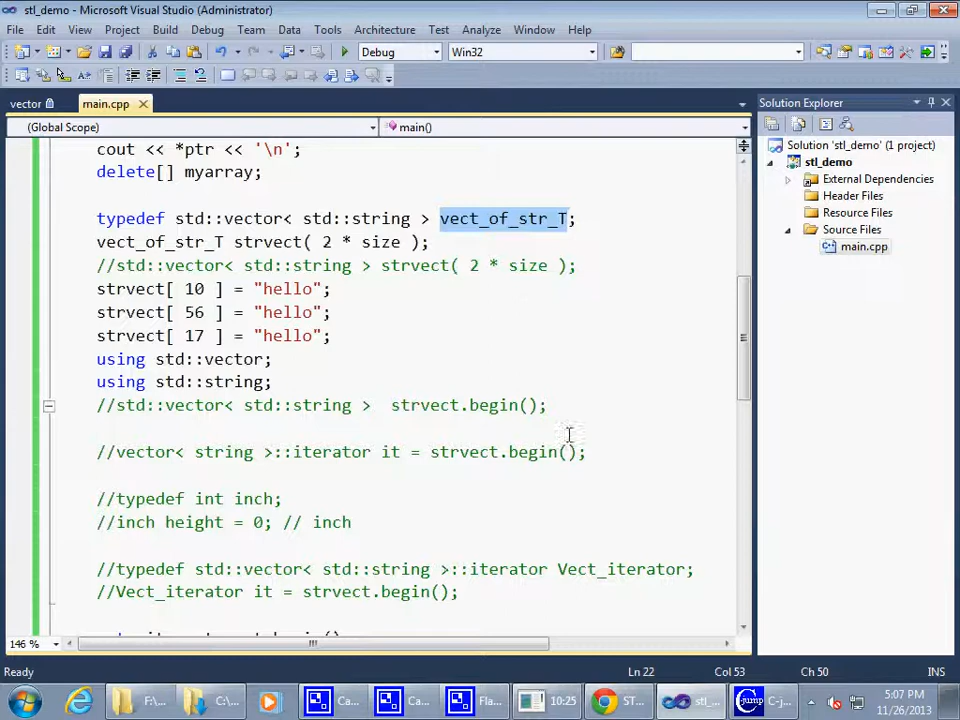 stl_demo - Microsoft Visual Studio (Administrator)
File Edit View Project Build Debug Team Data Tools Architecture Test Analyze Window Help
Debug Win32
vector main.cpp
(Global Scope) main()
cout << *ptr << '\n';
delete[] myarray;
typedef std::vector< std::string > vect_of_str_T;
vect_of_str_T strvect( 2 * size );
//std::vector< std::string > strvect( 2 * size );
strvect[ 10 ] = "hello";
strvect[ 56 ] = "hello";
strvect[ 17 ] = "hello";
using std::vector;
using std::string;
//std::vector< std::string >  strvect.begin();
//vector< string >::iterator it = strvect.begin();
//typedef int inch;
//inch height = 0; // inch
//typedef std::vector< std::string >::iterator Vect_iterator;
//Vect_iterator it = strvect.begin();
146 %
Solution Explorer
Solution 'stl_demo' (1 project)
stl_demo
External Dependencies
Header Files
Resource Files
Source Files
main.cpp
Ready Ln 22 Col 53 Ch 50 INS
F:\... C:\... Ca... Ca... Fla... 10:25 ST... stl_... C-j...
5:07 PM
11/26/2013